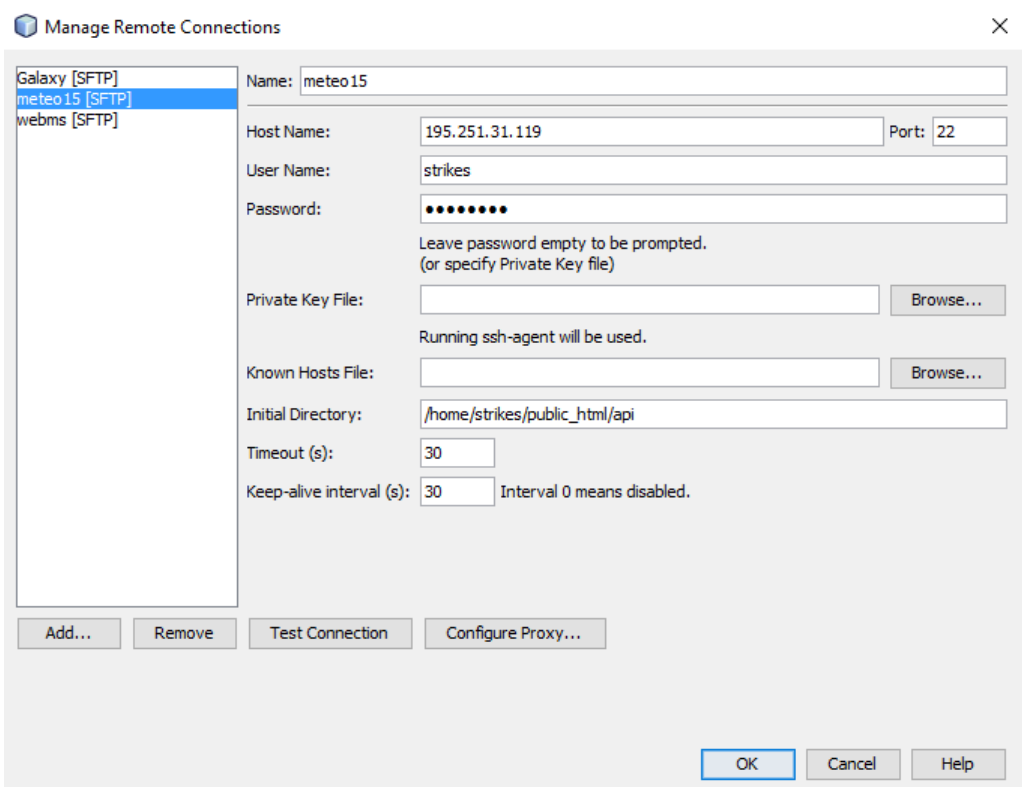 Manage Remote Connections
Galaxy [SFTP]
meteo15 [SFTP]
webms [SFTP]
Name: meteo15
Host Name: 195.251.31.119 Port: 22
User Name: strikes
Password: ●●●●●●●●
Leave password empty to be prompted.
(or specify Private Key file)
Private Key File: Browse...
Running ssh-agent will be used.
Known Hosts File: Browse...
Initial Directory: /home/strikes/public_html/api
Timeout (s): 30
Keep-alive interval (s): 30 Interval 0 means disabled.
Add... Remove Test Connection Configure Proxy...
OK Cancel Help